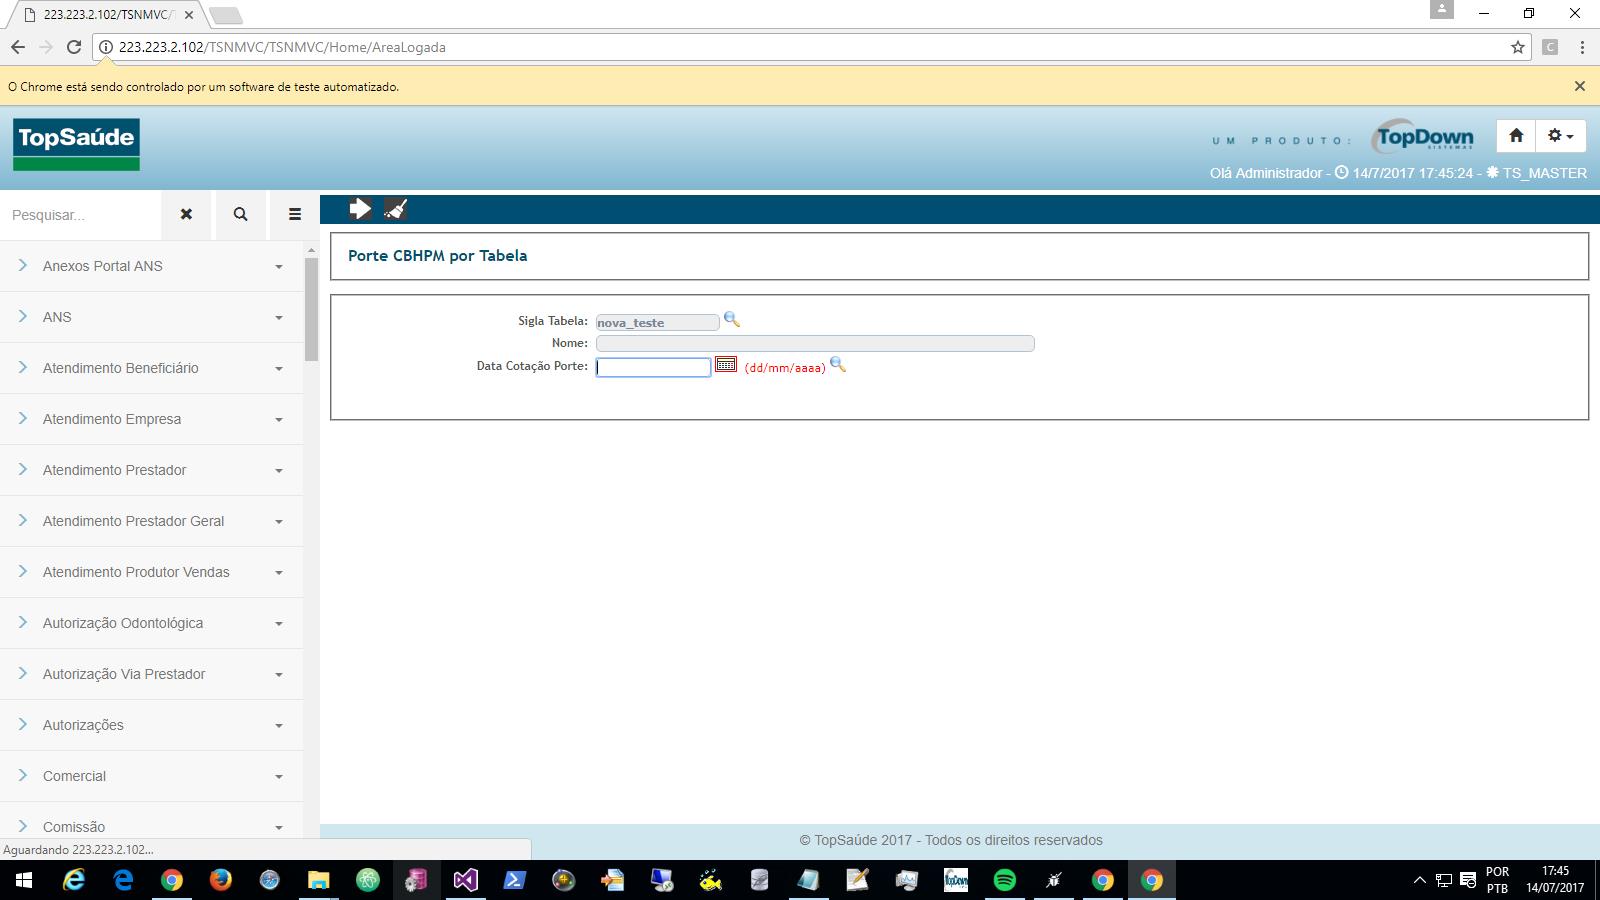 223.223.2.102/TSNMVC/T
223.223.2.102/TSNMVC/TSNMVC/Home/AreaLogada
C
O Chrome está sendo controlado por um software de teste automatizado.
TopSaúde
UM PRODUTO:
TopDown
SISTEMAS
Olá Administrador - 14/7/2017 17:45:24 - TS_MASTER
Pesquisar...
Anexos Portal ANS
ANS
Atendimento Beneficiário
Atendimento Empresa
Atendimento Prestador
Atendimento Prestador Geral
Atendimento Produtor Vendas
Autorização Odontológica
Autorização Via Prestador
Autorizações
Comercial
Comissão
Porte CBHPM por Tabela
Sigla Tabela: nova_teste
Nome:
Data Cotação Porte: (dd/mm/aaaa)
© TopSaúde 2017 - Todos os direitos reservados
Aguardando 223.223.2.102...
TopDown
POR
PTB
17:45
14/07/2017